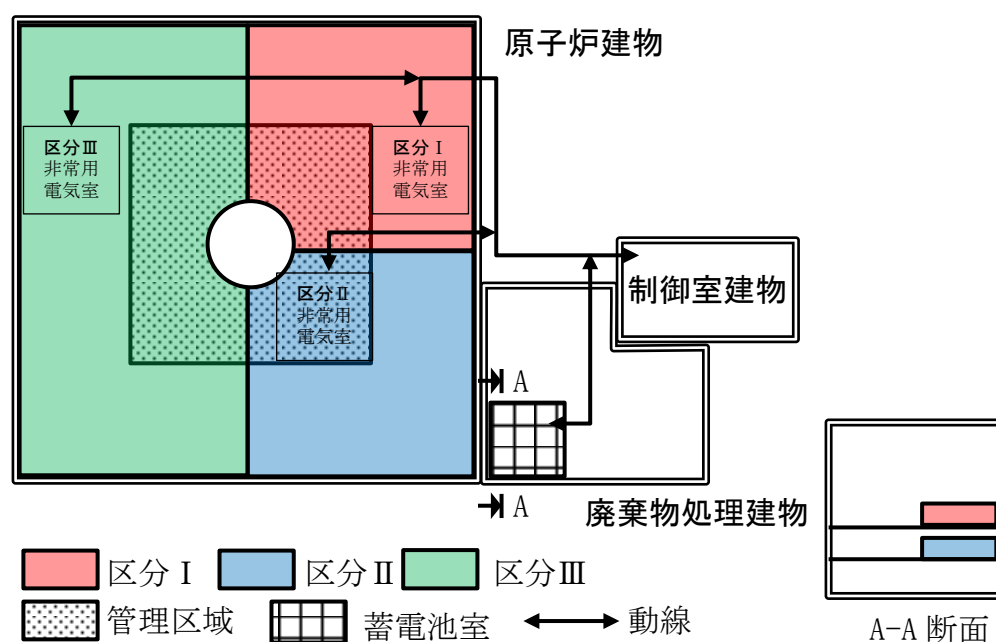 原子炉建物
区分Ⅲ
非常用
電気室
区分Ⅰ
非常用
電気室
区分Ⅱ
非常用
電気室
制御室建物
A
A
廃棄物処理建物
区分Ⅰ
区分Ⅱ
区分Ⅲ
管理区域
蓄電池室
動線
A-A 断面